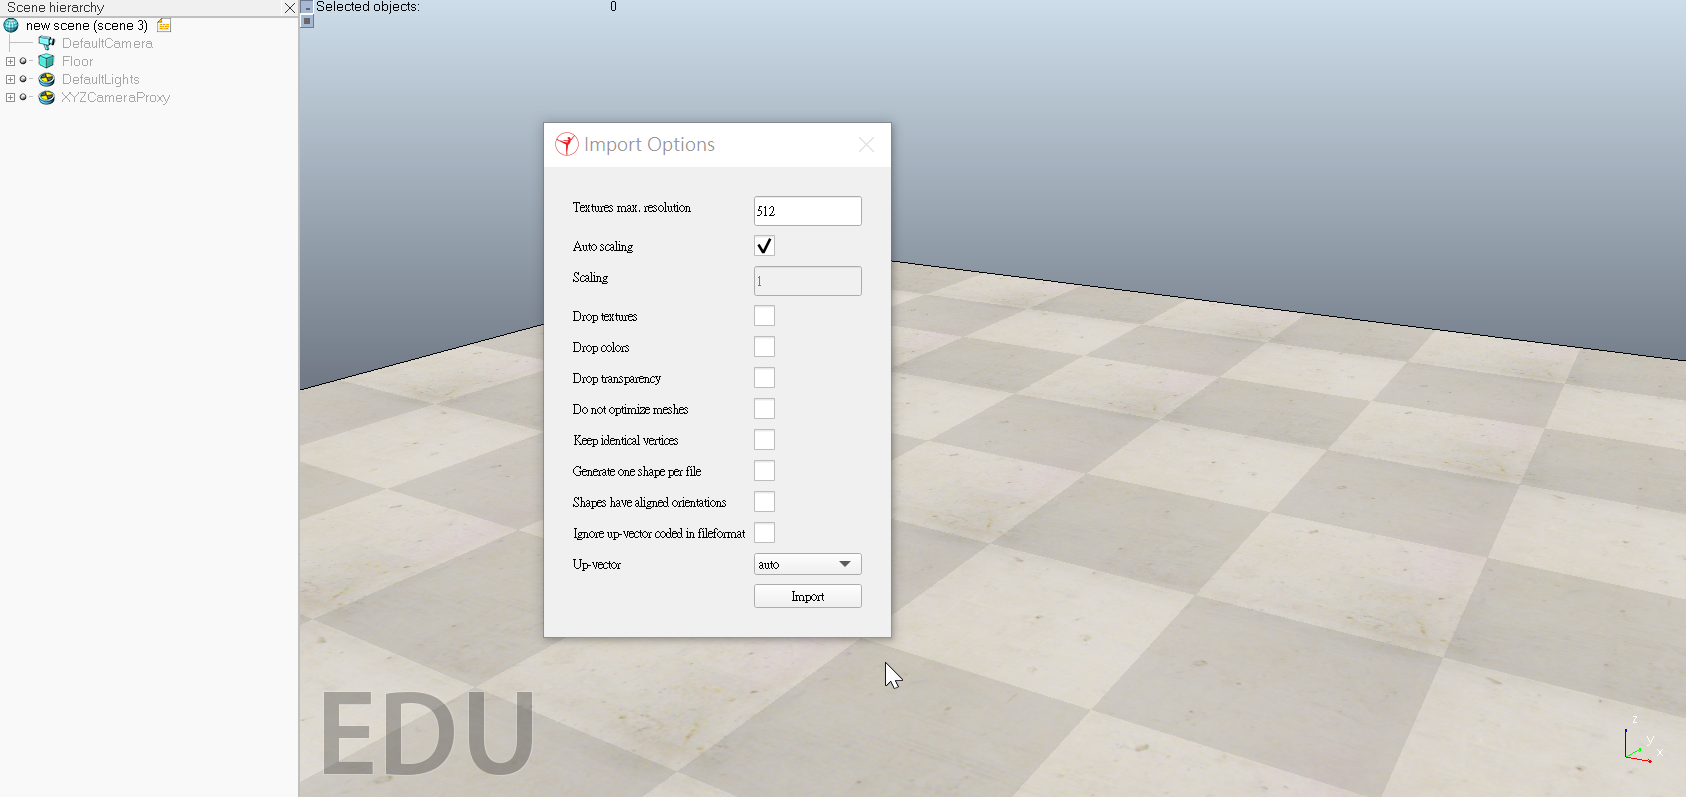 Scene hierarchy
Selected objects: 0
new scene (scene 3)
DefaultCamera
Floor
DefaultLights
XYZCameraProxy
Import Options
Textures max. resolution 512
Auto scaling
Scaling 1
Drop textures
Drop colors
Drop transparency
Do not optimize meshes
Keep identical vertices
Generate one shape per file
Shapes have aligned orientations
Ignore up-vector coded in fileformat
Up-vector auto
Import
EDU
z
y
x